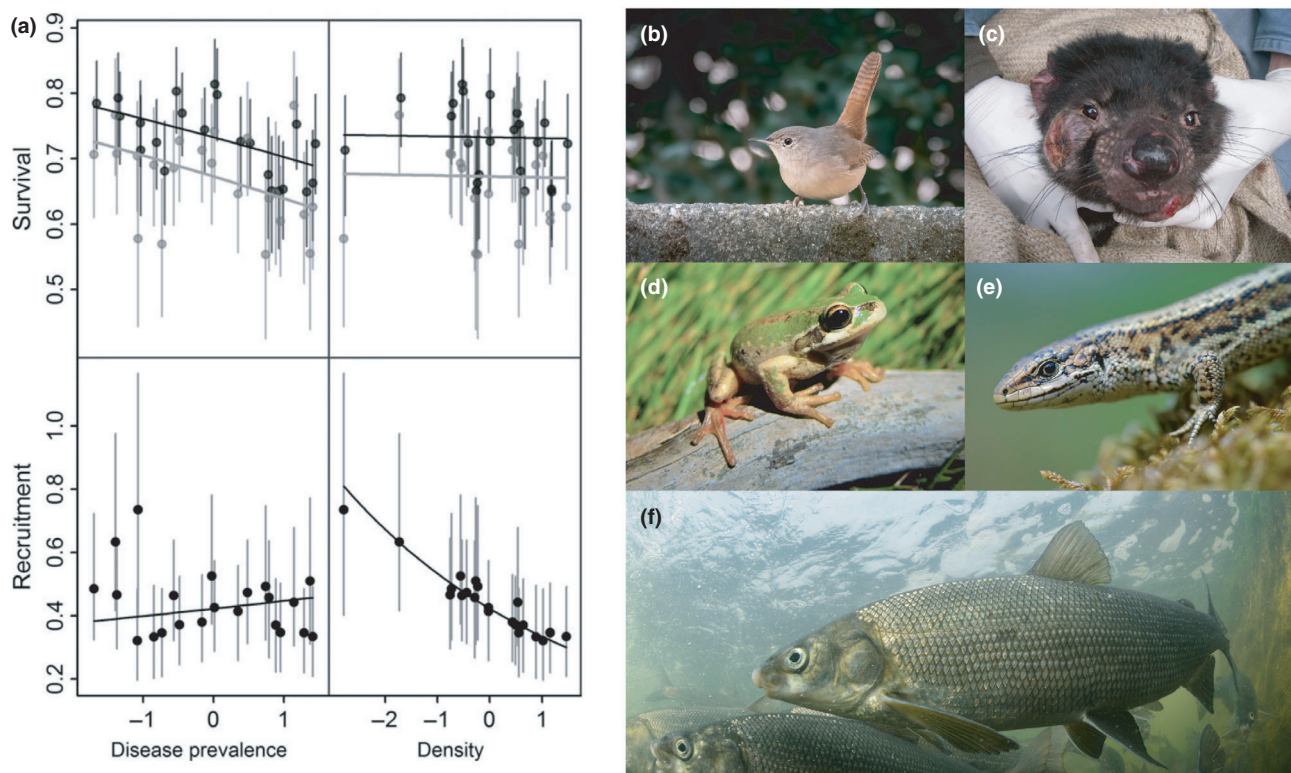 (a)
0.9
0.8
0.7
0.6
0.5
Survival
1.0
0.8
0.6
0.4
0.2
Recruitment
−1 0 1
Disease prevalence
−2 −1 0 1
Density
(b)
(c)
(d)
(e)
(f)